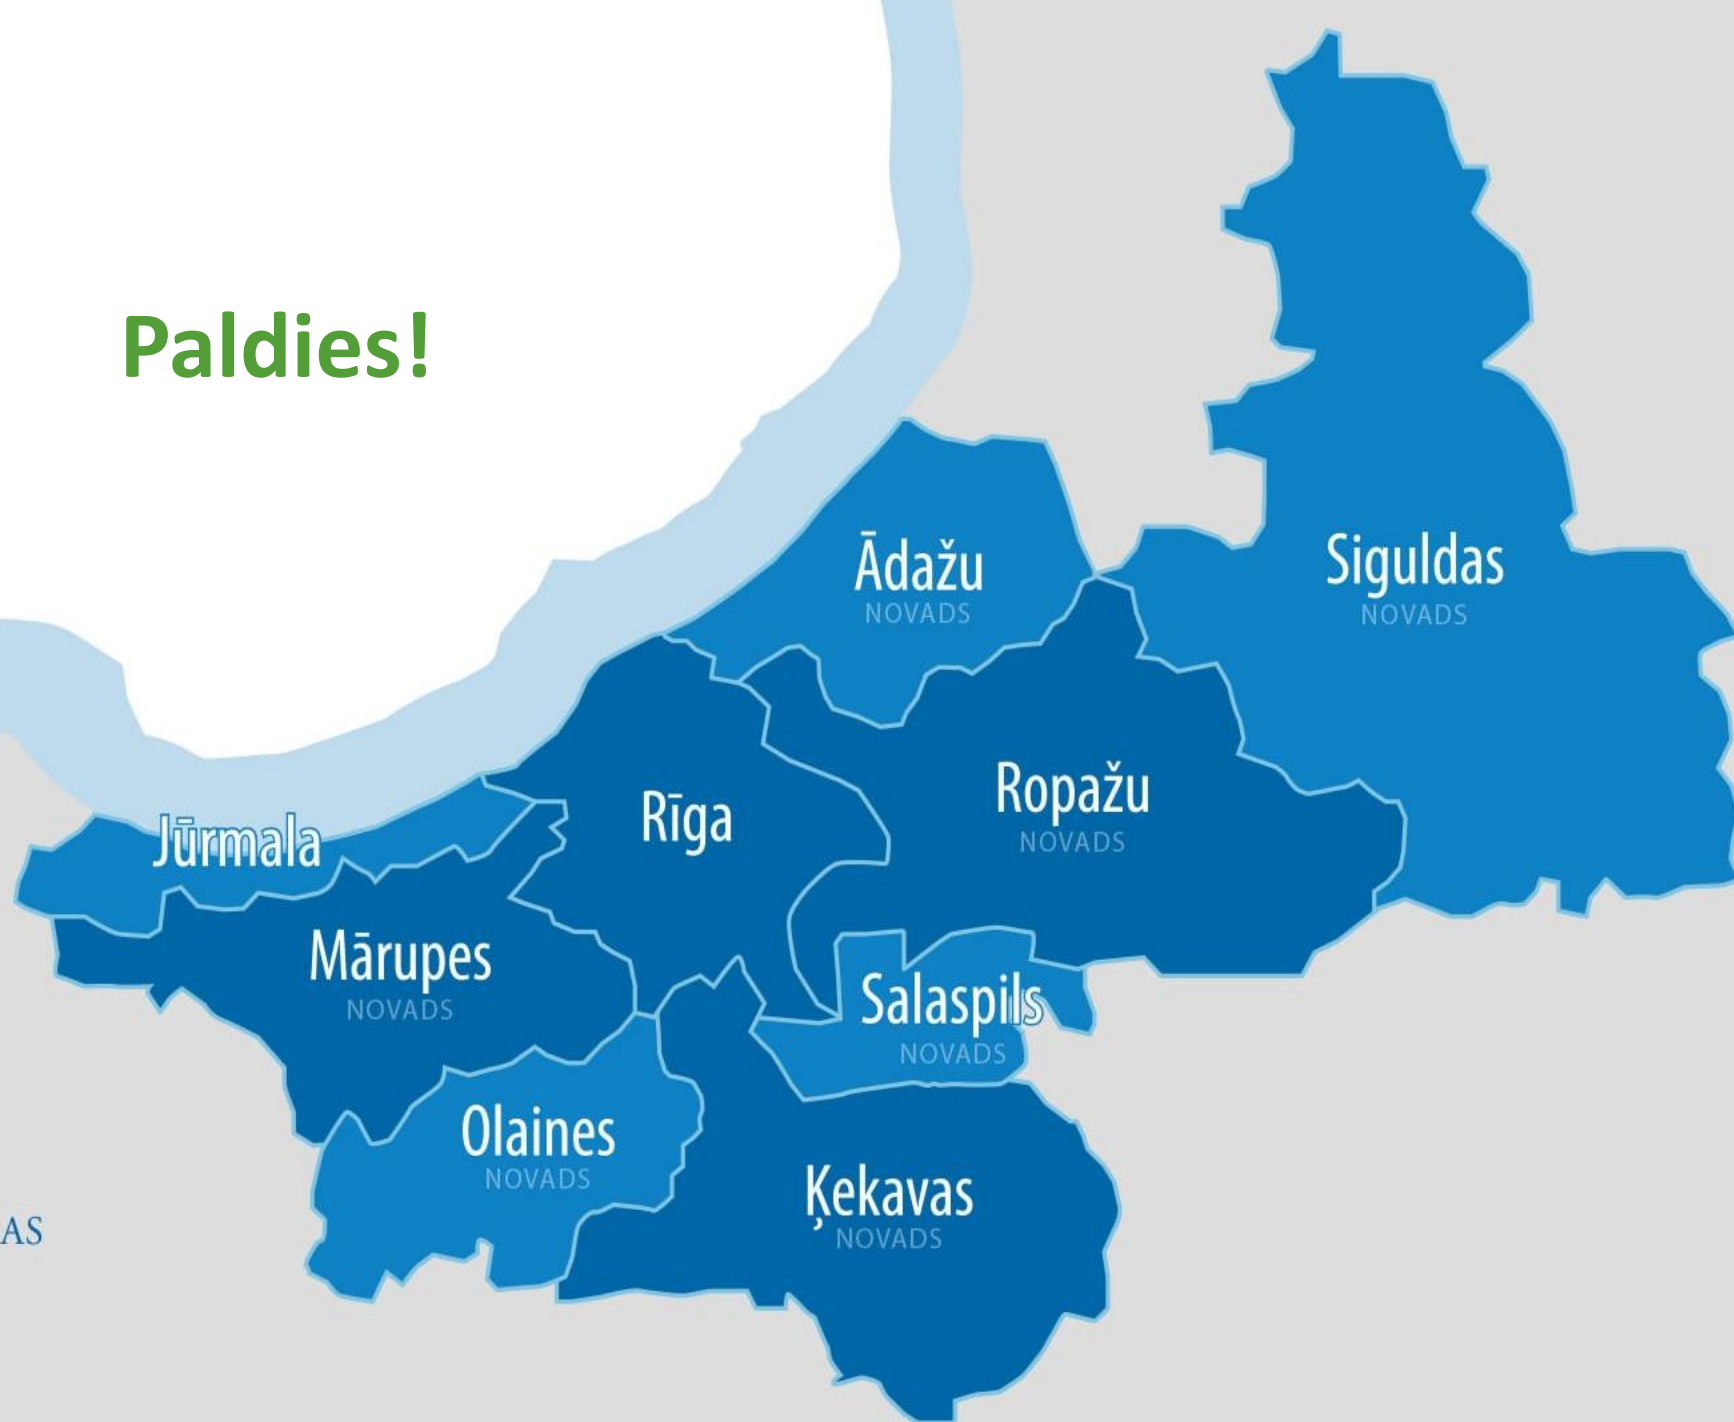 Paldies!
Ādažu
NOVADS
Siguldas
NOVADS
Rīga
Ropažu
NOVADS
Jūrmala
Mārupes
NOVADS
Salaspils
NOVADS
Olaines
NOVADS
Ķekavas
NOVADS
AS